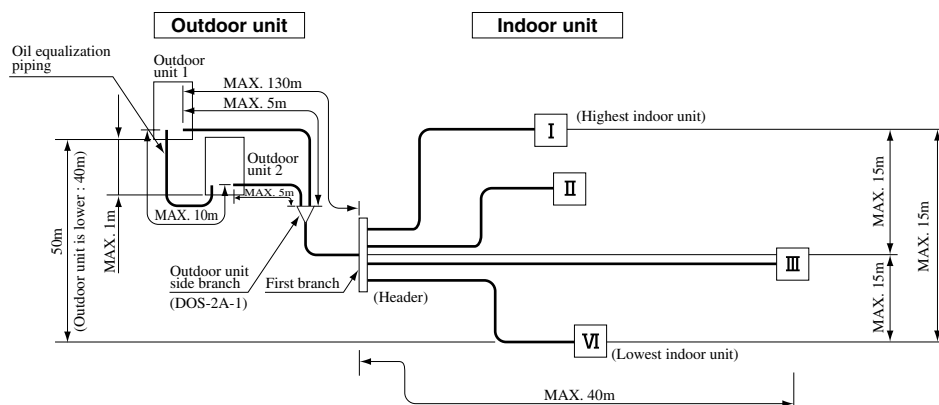 Outdoor unit
Indoor unit
Oil equalization
piping
Outdoor
unit 1
MAX. 130m
MAX. 5m
Outdoor
unit 2
MAX. 5m
MAX. 10m
MAX. 1m
50m
(Outdoor unit is lower : 40m)
Outdoor unit
side branch
(DOS-2A-1)
First branch
(Header)
I
(Highest indoor unit)
II
III
VI
(Lowest indoor unit)
MAX. 15m
MAX. 15m
MAX. 15m
MAX. 40m